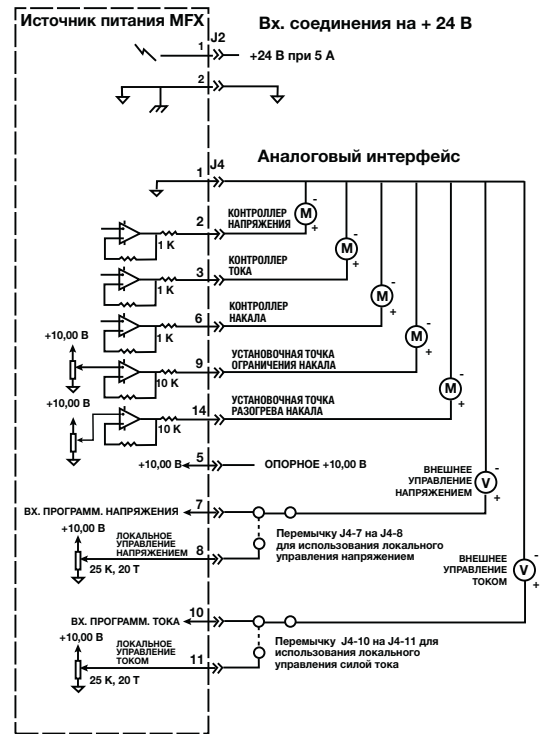 Источник питания MFX
Вх. соединения на + 24 В
J2
1
+24 В при 5 А
2
Аналоговый интерфейс
J4
1
2
КОНТРОЛЛЕР
НАПРЯЖЕНИЯ
M
-
+
1 K
3
КОНТРОЛЛЕР
ТОКА
M
-
+
1 K
6
КОНТРОЛЛЕР
НАКАЛА
M
-
+
1 K
+10,00 В
9
УСТАНОВОЧНАЯ ТОЧКА
ОГРАНИЧЕНИЯ НАКАЛА
M
-
+
10 K
+10,00 В
14
УСТАНОВОЧНАЯ ТОЧКА
РАЗОГРЕВА НАКАЛА
M
-
+
10 K
5
+10,00 В
ОПОРНОЕ +10,00 В
ВНЕШНЕЕ
УПРАВЛЕНИЕ
НАПРЯЖЕНИЕМ
V
-
+
7
ВХ. ПРОГРАММ. НАПРЯЖЕНИЯ
+10,00 В
ЛОКАЛЬНОЕ
УПРАВЛЕНИЕ
НАПРЯЖЕНИЕМ
8
25 K, 20 T
Перемычку J4-7 на J4-8
для использования локального
управления напряжением
ВНЕШНЕЕ
УПРАВЛЕНИЕ
ТОКОМ
V
-
+
10
ВХ. ПРОГРАММ. ТОКА
+10,00 В
ЛОКАЛЬНОЕ
УПРАВЛЕНИЕ
ТОКОМ
11
25 K, 20 T
Перемычку J4-10 на J4-11 для
использования локального
управления силой тока